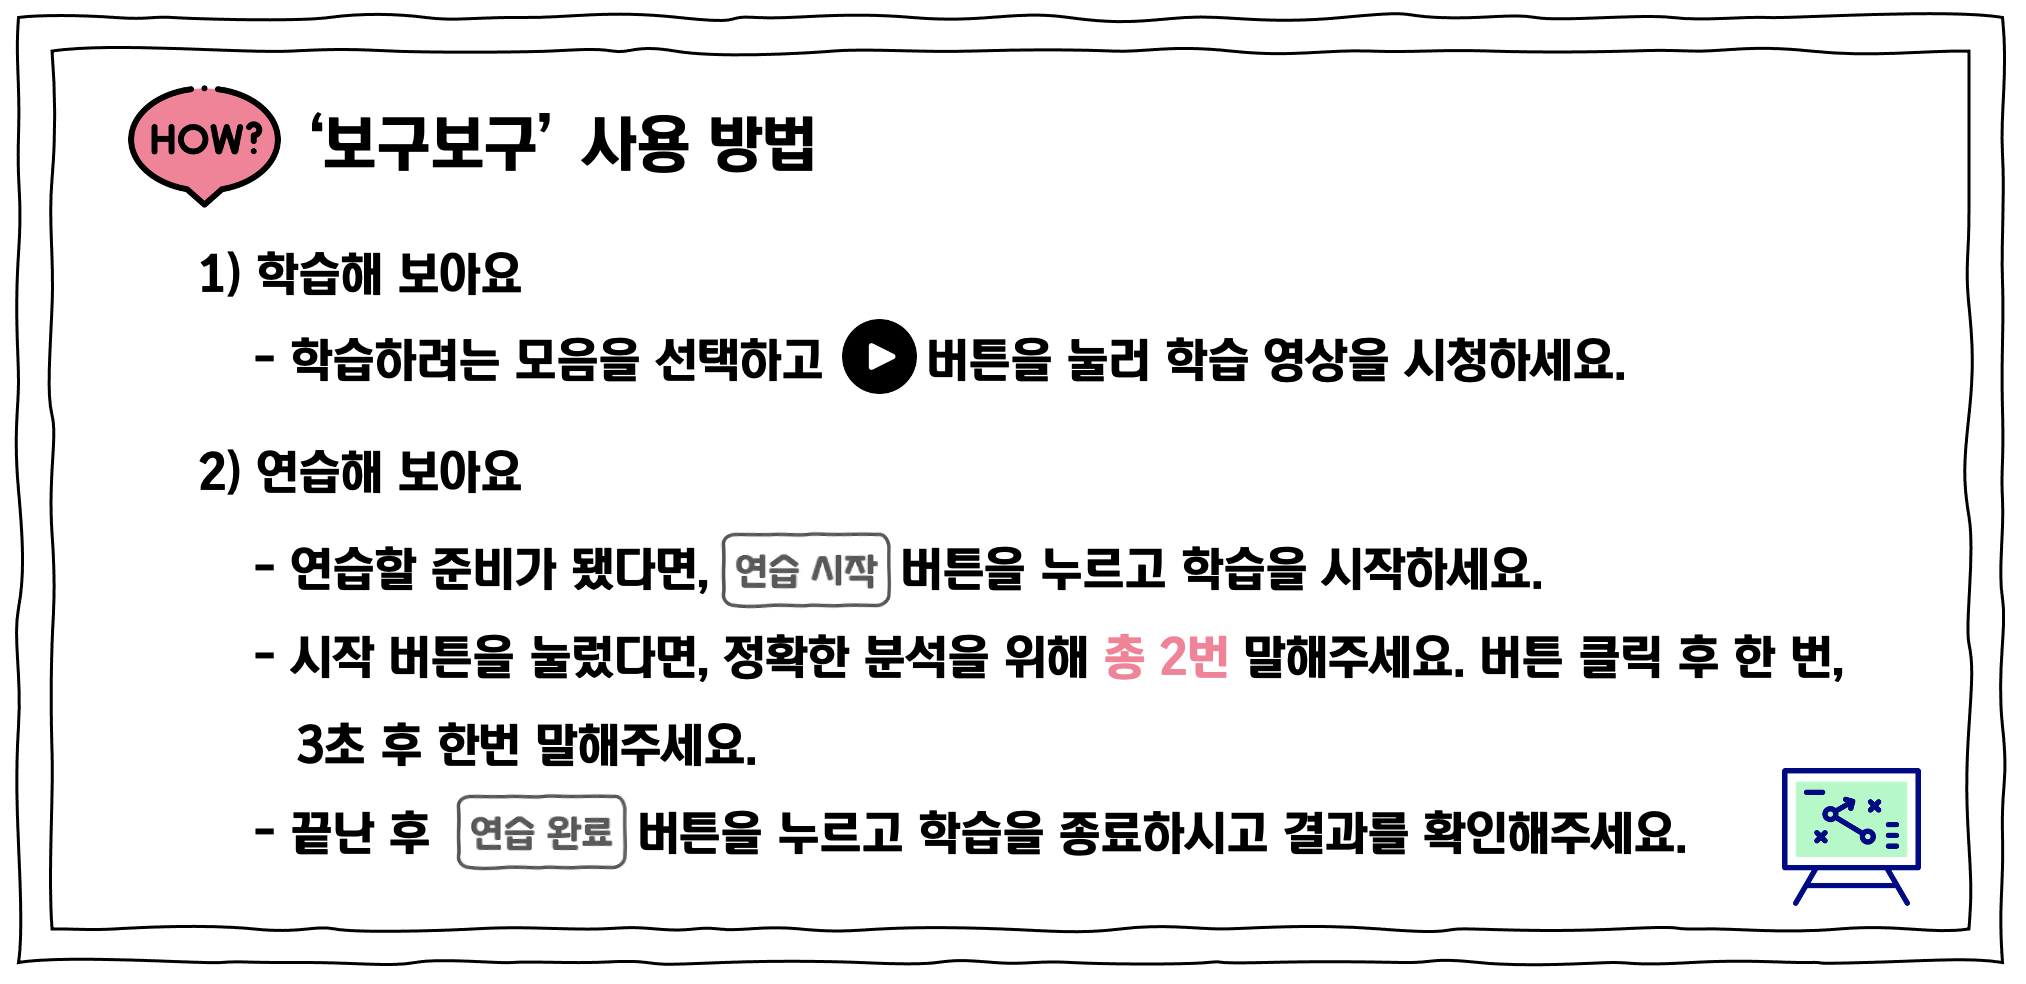 HOW? ‘보구보구’ 사용 방법
1) 학습해 보아요
- 학습하려는 모음을 선택하고 버튼을 눌러 학습 영상을 시청하세요.
2) 연습해 보아요
- 연습할 준비가 됐다면, 연습 시작 버튼을 누르고 학습을 시작하세요.
- 시작 버튼을 눌렀다면, 정확한 분석을 위해 총 2번 말해주세요. 버튼 클릭 후 한 번,
3초 후 한번 말해주세요.
- 끝난 후 연습 완료 버튼을 누르고 학습을 종료하시고 결과를 확인해주세요.